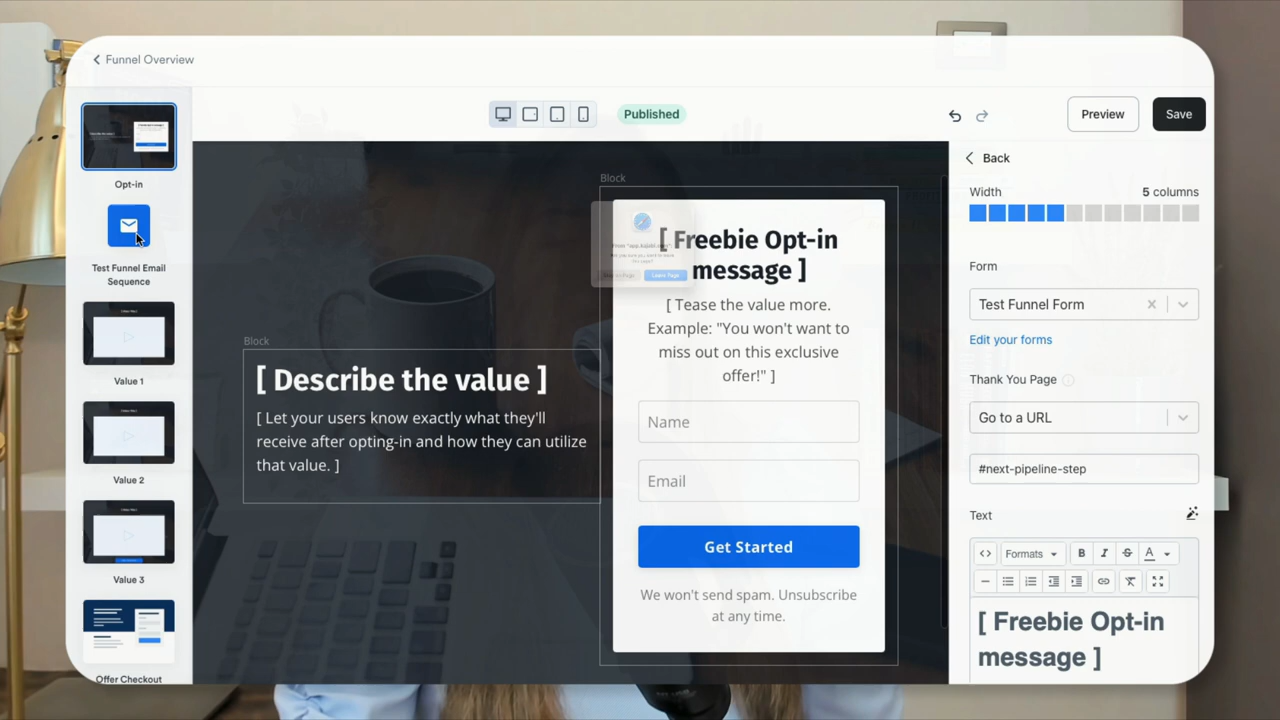 Funnel Overview
Published
Preview
Save
Opt-in
Test Funnel Email
Sequence
Value 1
Value 2
Value 3
Offer Checkout
Block
[ Describe the value ]
[ Let your users know exactly what they'll
receive after opting-in and how they can utilize
that value. ]
Block
[ Freebie Opt-in
message ]
[ Tease the value more.
Example: "You won't want to
miss out on this exclusive
offer!" ]
Name
Email
Get Started
We won't send spam. Unsubscribe
at any time.
Back
Width
5 columns
Form
Test Funnel Form
Edit your forms
Thank You Page
Go to a URL
#next-pipeline-step
Text
Formats
B I S A
[ Freebie Opt-in
message ]